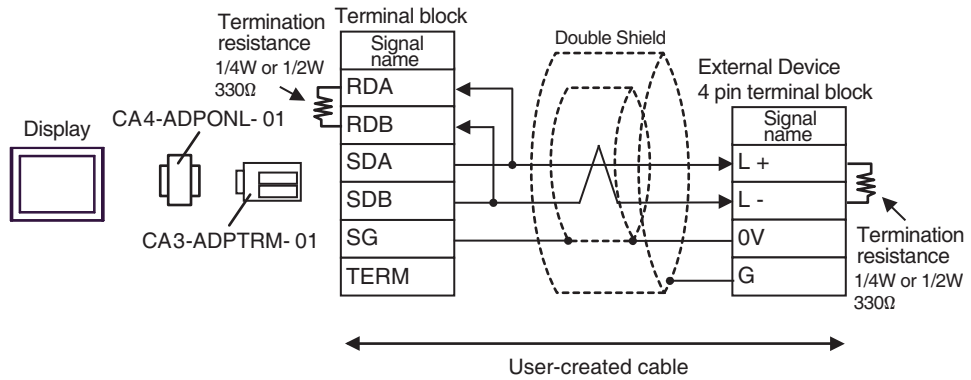 Termination
resistance
1/4W or 1/2W
330Ω
Terminal block
Signal
name
RDA
RDB
SDA
SDB
SG
TERM
Double Shield
External Device
4 pin terminal block
Signal
name
L +
L -
0V
G
Termination
resistance
1/4W or 1/2W
330Ω
Display
CA4-ADPONL- 01
CA3-ADPTRM- 01
User-created cable